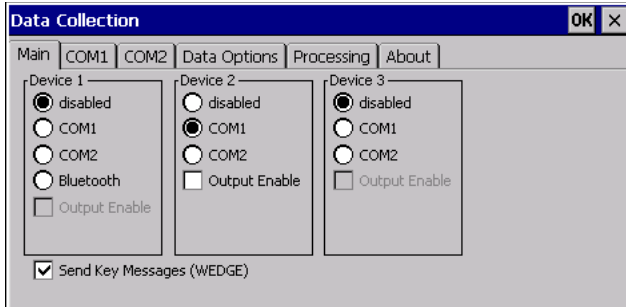 Data Collection OK ×
Main COM1 COM2 Data Options Processing About
Device 1
disabled
COM1
COM2
Bluetooth
Output Enable
Device 2
disabled
COM1
COM2
Output Enable
Device 3
disabled
COM1
COM2
Output Enable
Send Key Messages (WEDGE)